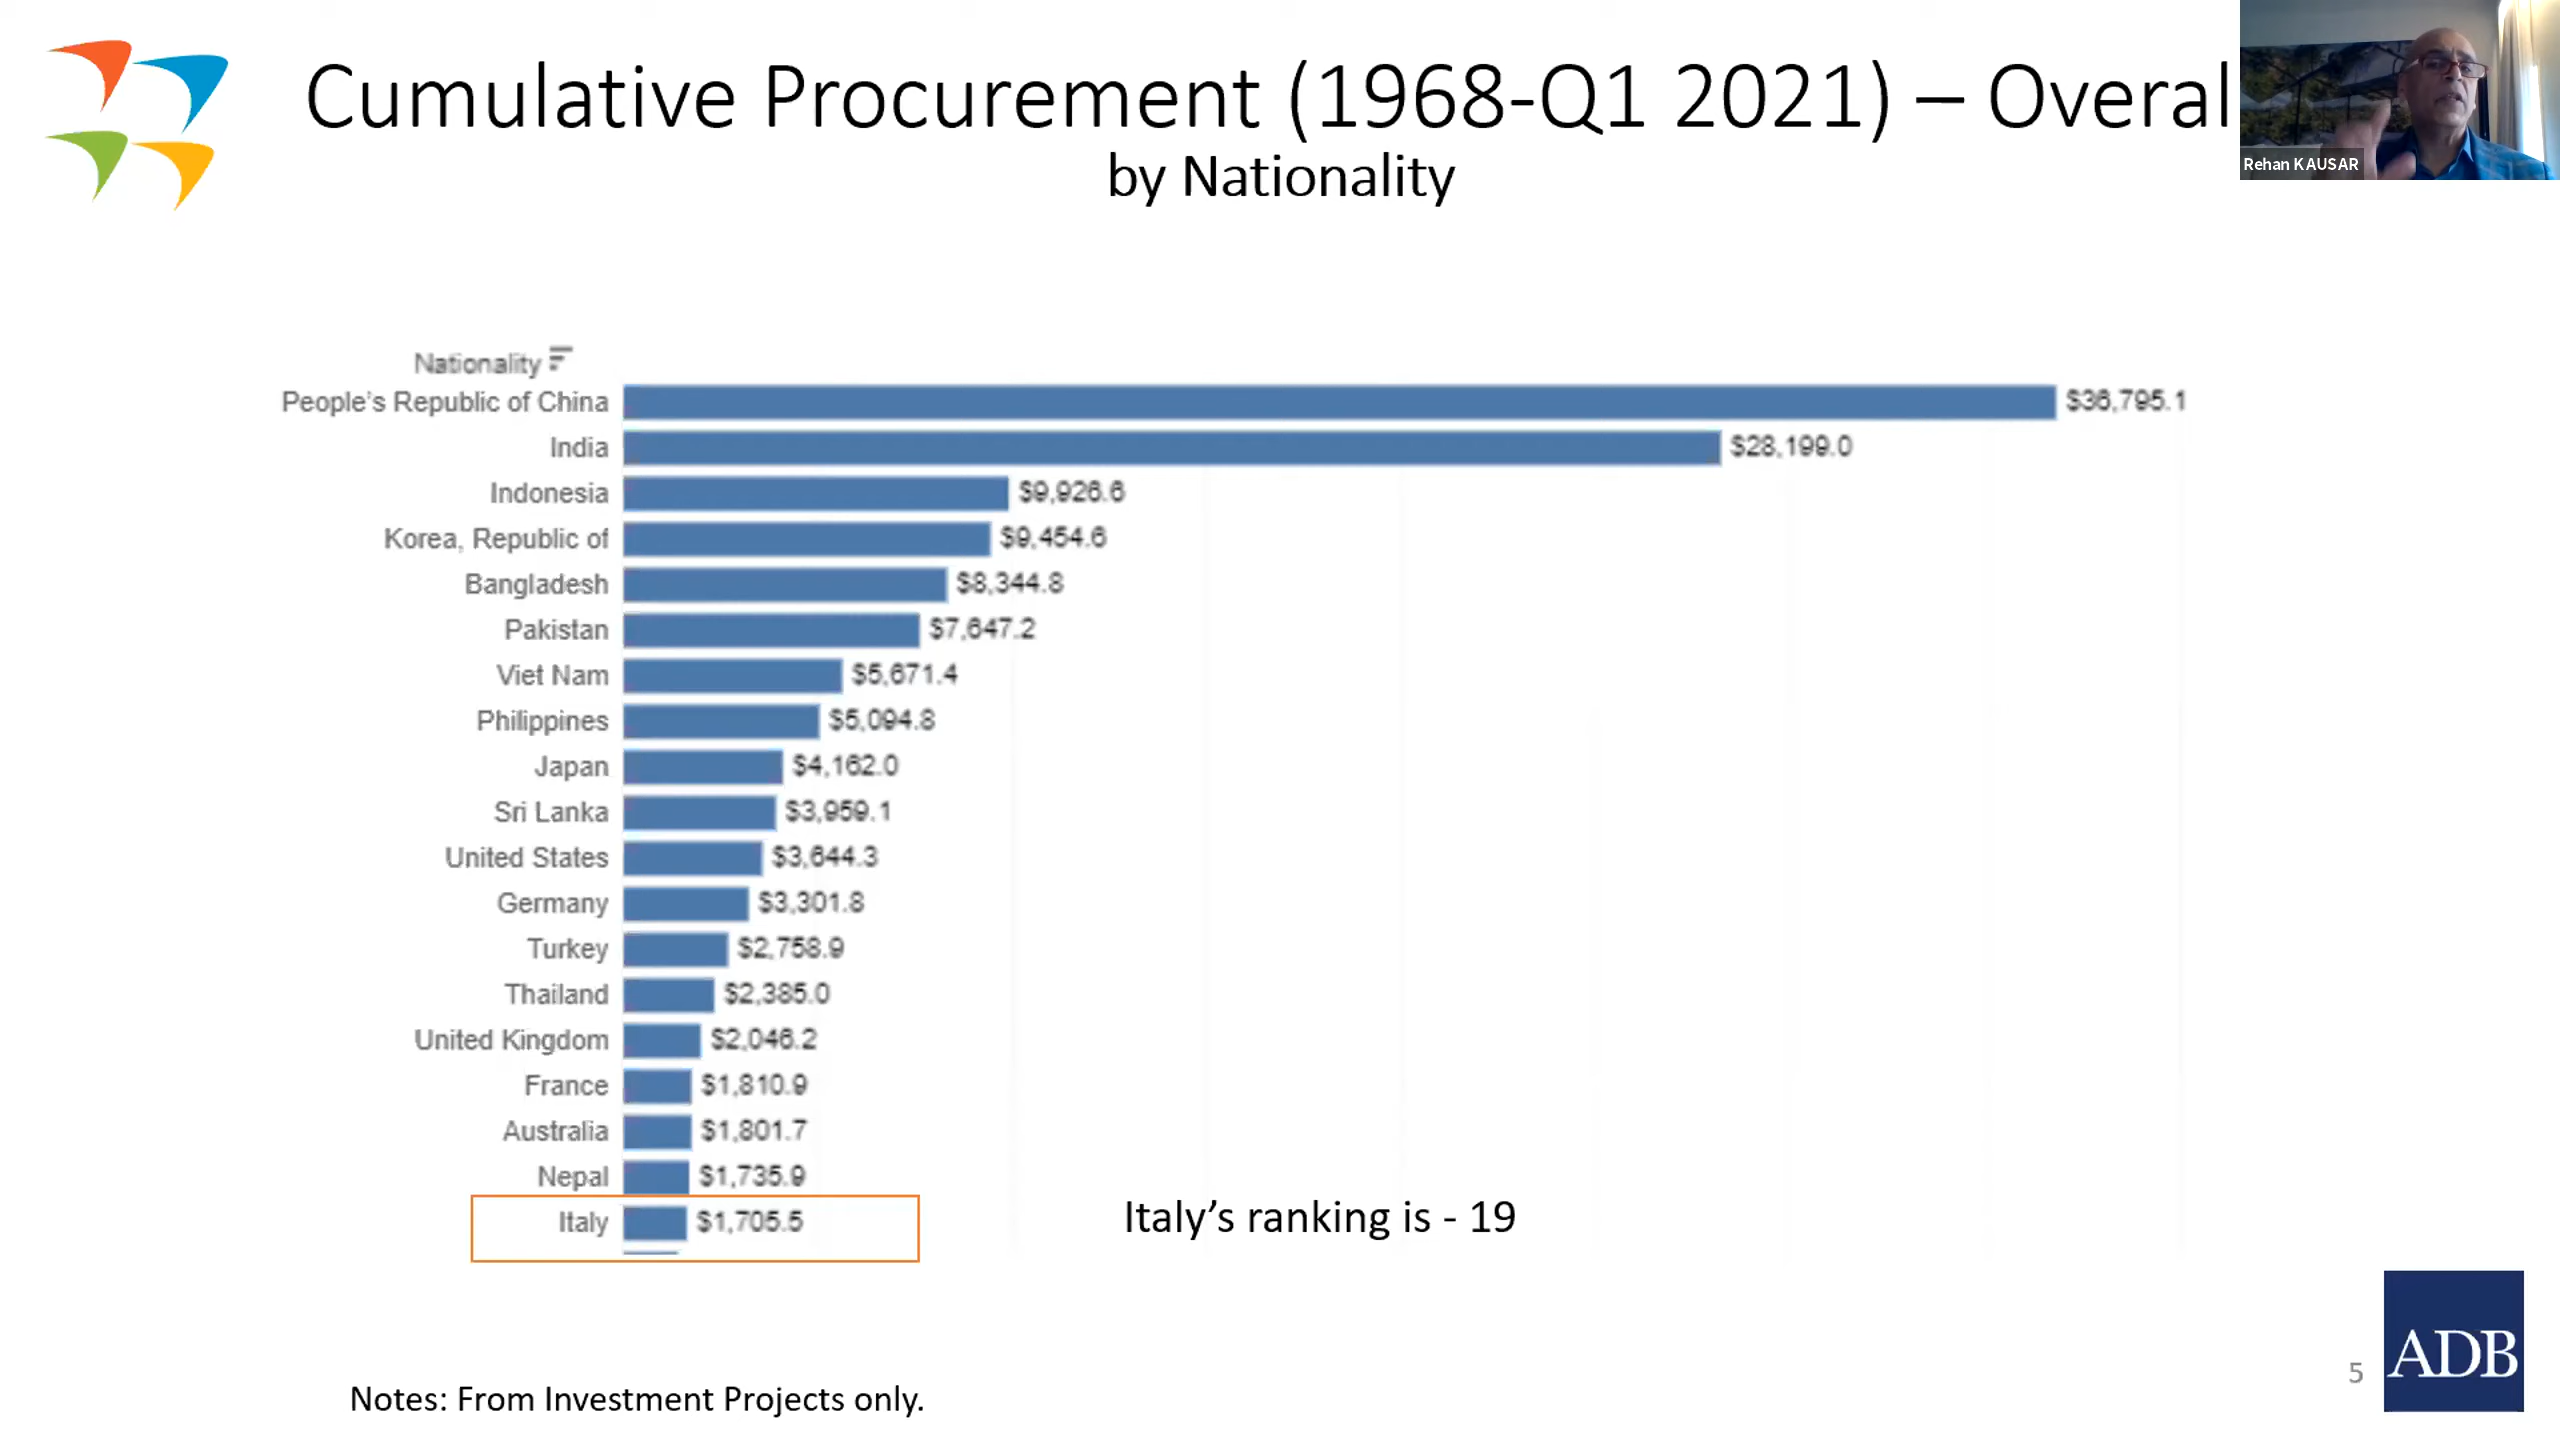 Cumulative Procurement (1968-Q1 2021) – Overal
by Nationality
Rehan KAUSAR
Nationality
People's Republic of China $36,795.1
India $28,199.0
Indonesia $9,926.6
Korea, Republic of $9,454.6
Bangladesh $8,344.8
Pakistan $7,647.2
Viet Nam $5,671.4
Philippines $5,094.8
Japan $4,162.0
Sri Lanka $3,959.1
United States $3,644.3
Germany $3,301.8
Turkey $2,758.9
Thailand $2,385.0
United Kingdom $2,046.2
France $1,810.9
Australia $1,801.7
Nepal $1,735.9
Italy $1,705.5
Italy’s ranking is - 19
Notes: From Investment Projects only.
5
ADB